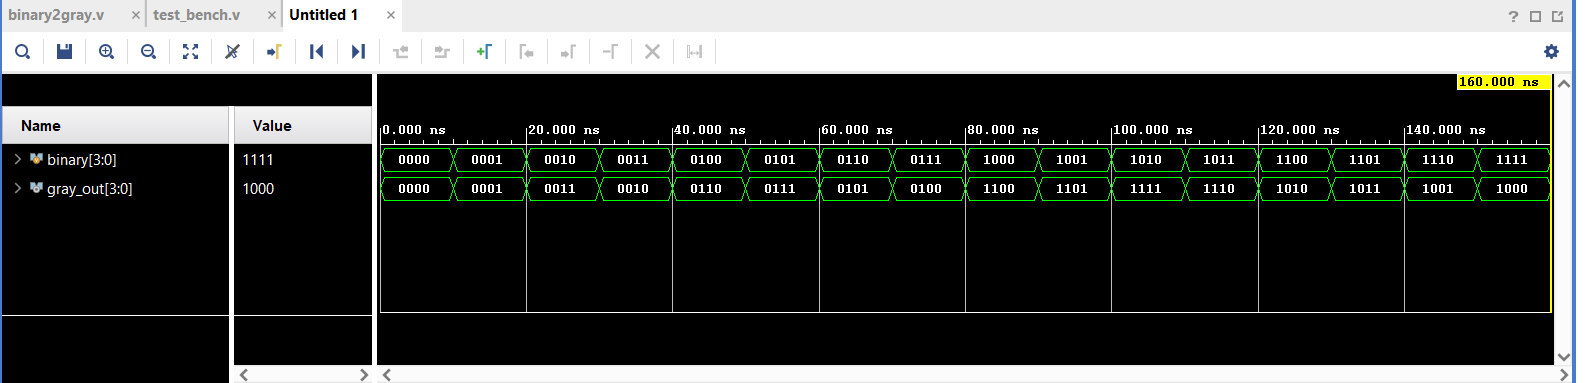 binary2gray.v × test_bench.v × Untitled 1 × ?
160.000 ns
Name Value 0.000 ns 20.000 ns 40.000 ns 60.000 ns 80.000 ns 100.000 ns 120.000 ns 140.000 ns
binary[3:0] 1111 0000 0001 0010 0011 0100 0101 0110 0111 1000 1001 1010 1011 1100 1101 1110 1111
gray_out[3:0] 1000 0000 0001 0011 0010 0110 0111 0101 0100 1100 1101 1111 1110 1010 1011 1001 1000